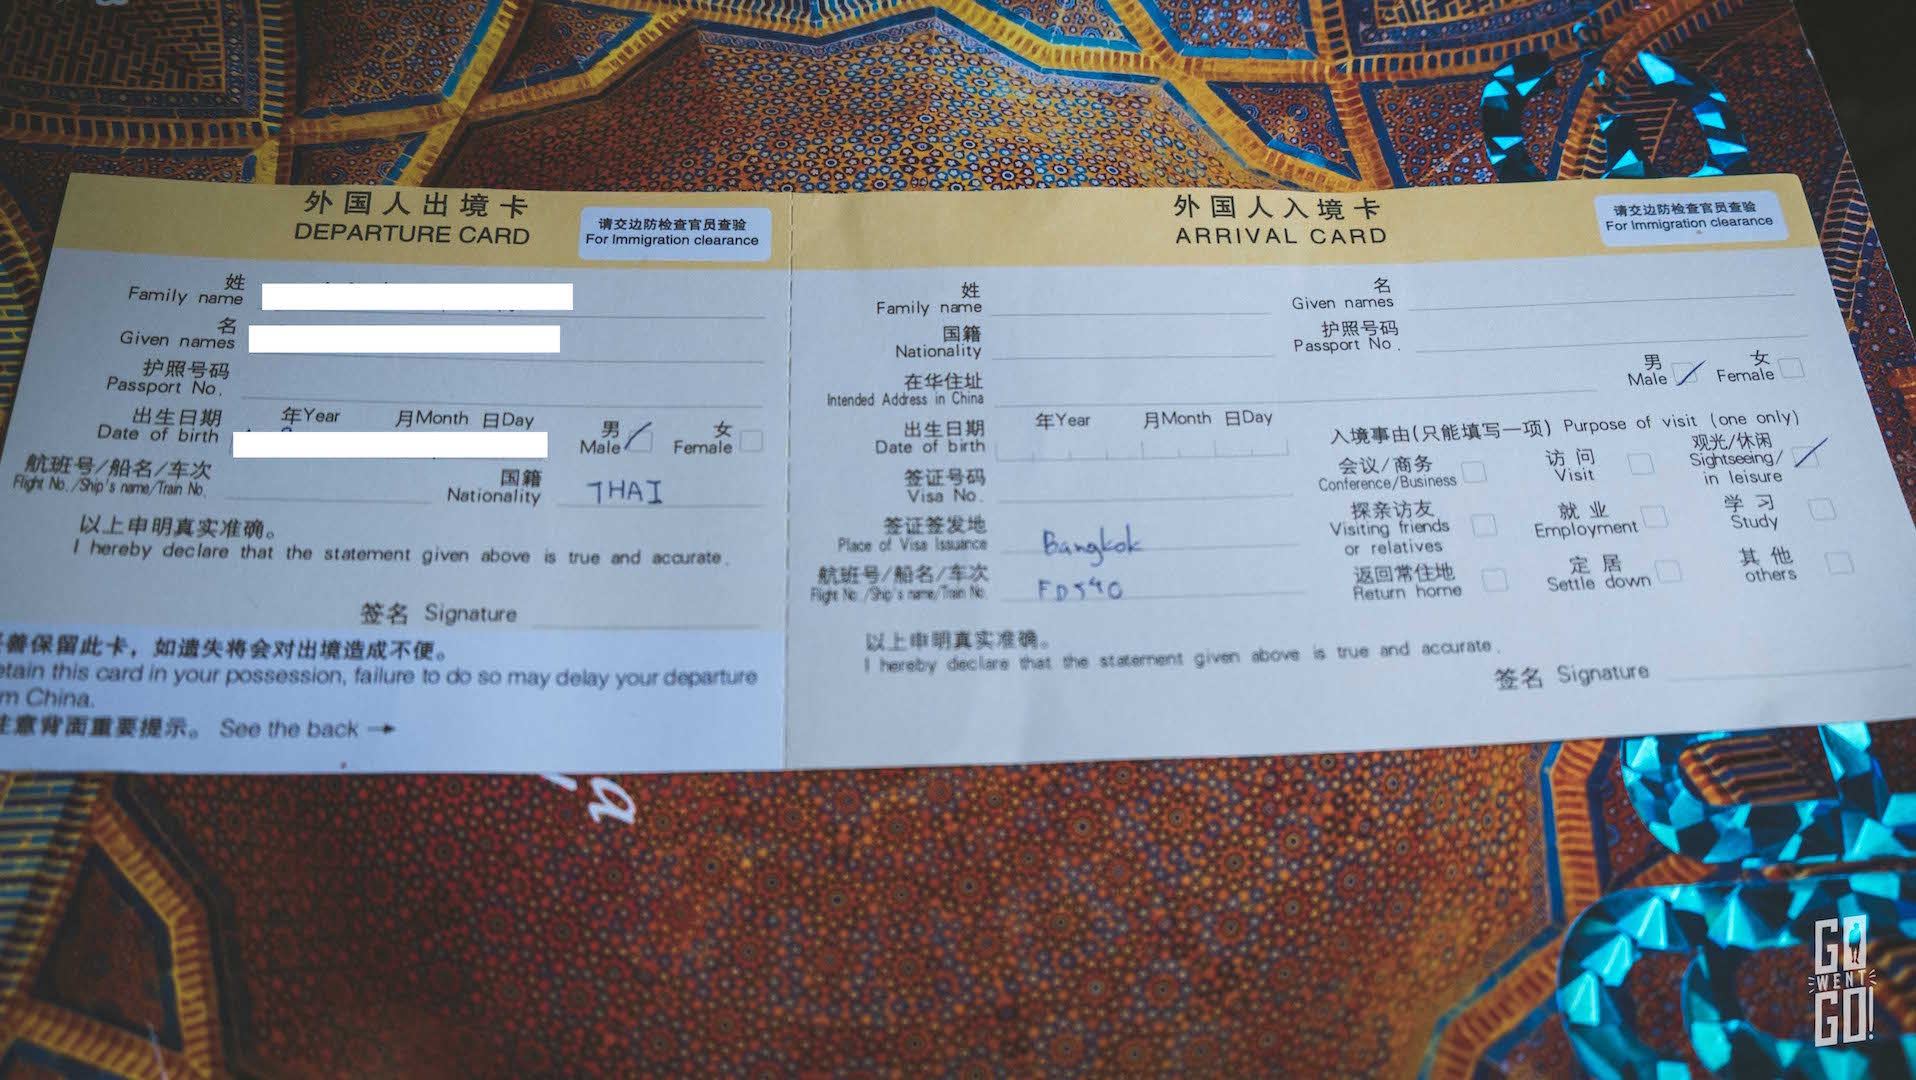 外国人出境卡
DEPARTURE CARD
请交边防检查官员查验
For Immigration clearance
姓
Family name
名
Given names
护照号码
Passport No.
出生日期 年Year 月Month 日Day 男 女
Date of birth Male Female
航班号/船名/车次 国籍
Flight No./Ship's name/Train No. Nationality THAI
以上申明真实准确。
I hereby declare that the statement given above is true and accurate.
签名 Signature
善保留此卡，如遗失将会对出境造成不便。
etain this card in your possession, failure to do so may delay your departure
m China.
注意背面重要提示。 See the back →
外国人入境卡
ARRIVAL CARD
请交边防检查官员查验
For Immigration clearance
姓 名
Family name Given names
国籍 护照号码
Nationality Passport No.
在华住址 男 女
Intended Address in China Male Female
出生日期 年Year 月Month 日Day
Date of birth
入境事由(只能填写一项) Purpose of visit (one only)
签证号码
Visa No.
签证签发地
Place of Visa Issuance Bangkok
航班号/船名/车次
Flight No./Ship's name/Train No. FD540
会议/商务 访问 观光/休闲
Conference/Business Visit Sightseeing/
in leisure
探亲访友 就业 学习
Visiting friends Employment Study
or relatives
返回常住地 定居 其他
Return home Settle down others
以上申明真实准确。
I hereby declare that the statement given above is true and accurate.
签名 Signature
a
GO
WENT
GO!